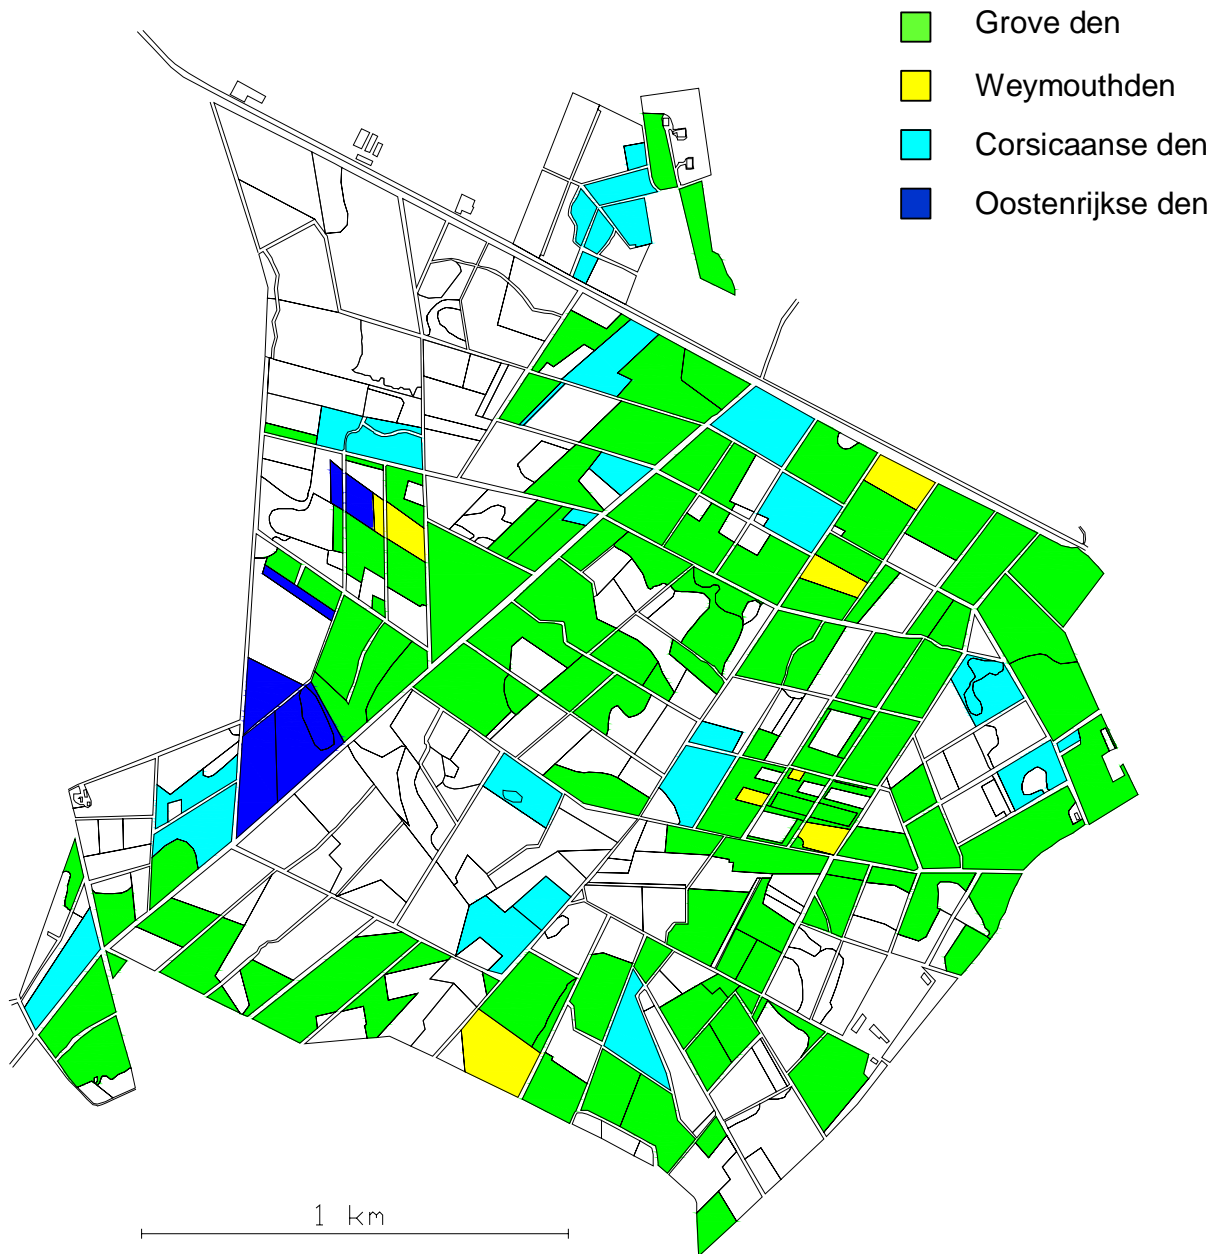 Grove den
Weymouthden
Corsicaanse den
Oostenrijkse den
1 km